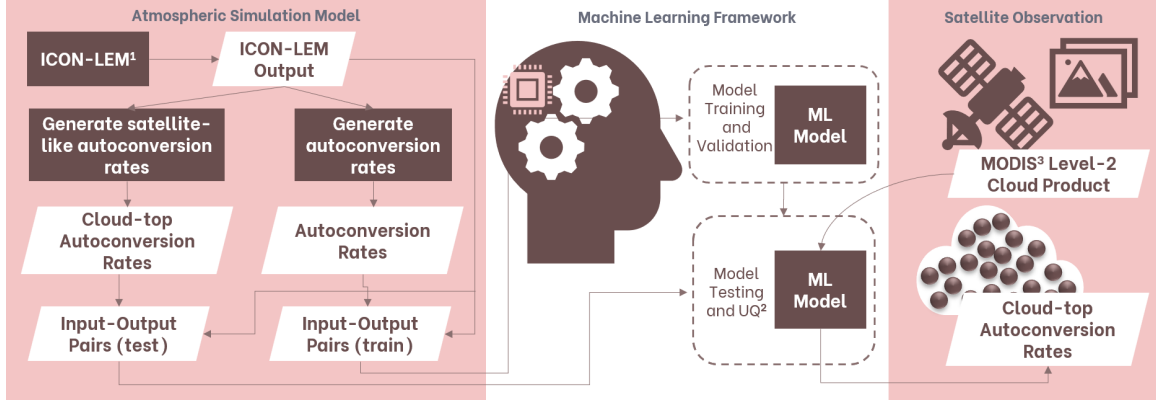 Atmospheric Simulation Model
ICON-LEM¹
ICON-LEM
Output
Generate satellite-
like autoconversion
rates
Generate
autoconversion
rates
Cloud-top
Autoconversion
Rates
Autoconversion
Rates
Input-Output
Pairs (test)
Input-Output
Pairs (train)
Machine Learning Framework
Model
Training
and
Validation
ML
Model
Model
Testing
and UQ²
ML
Model
Satellite Observation
MODIS³ Level-2
Cloud Product
Cloud-top
Autoconversion
Rates